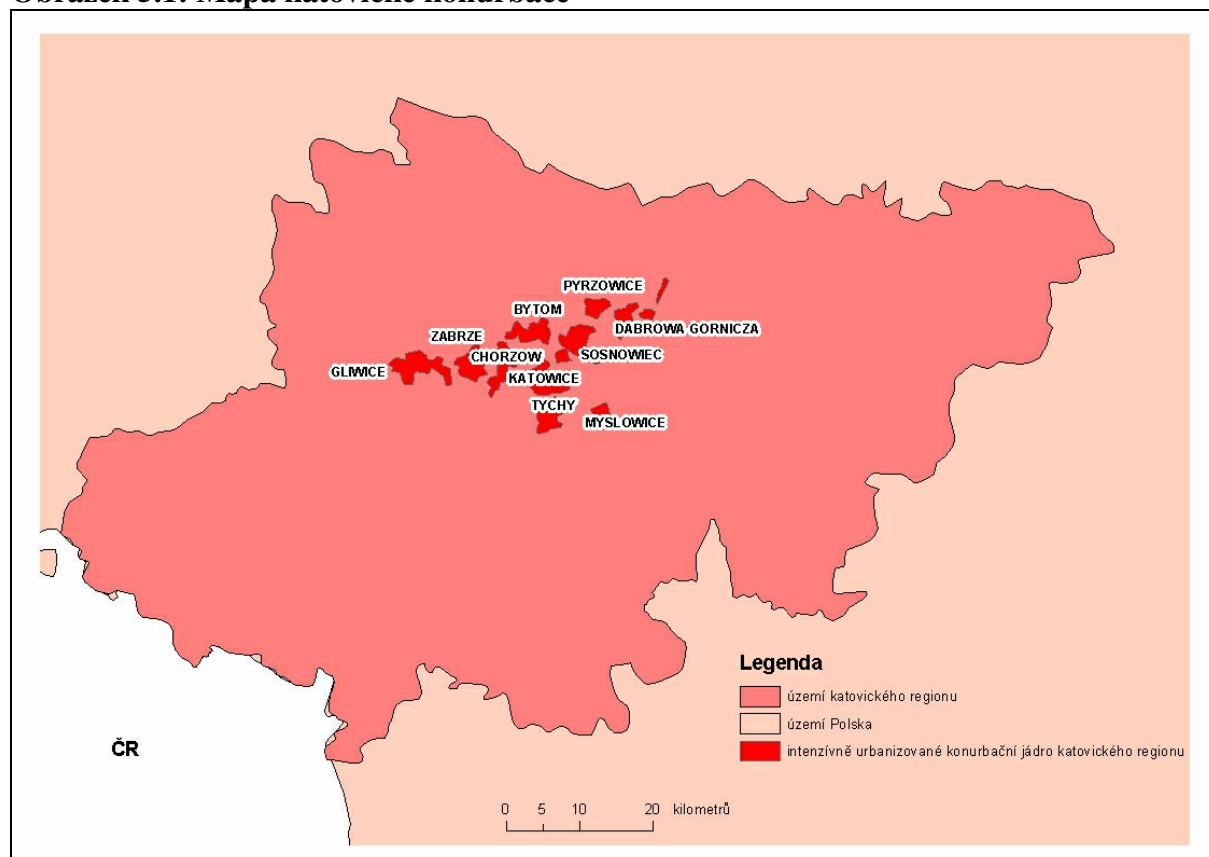 Obrázek 3.1: Mapa katovické konurbace
PYRZOWICE
BYTOM
DABROWA GORNICZA
ZABRZE
CHORZOW
SOSNOWIEC
GLIWICE
KATOWICE
TYCHY
MYSLOWICE
Legenda
území katovického regionu
území Polska
intenzívně urbanizované konurbační jádro katovického regionu
ČR
0 5 10 20 kilometrů